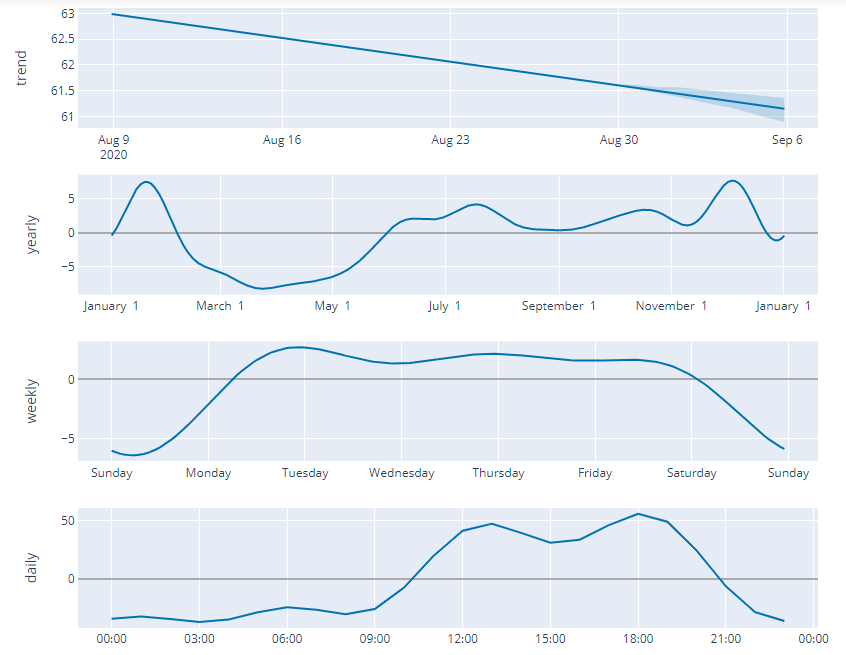 trend
63
62.5
62
61.5
61
Aug 9
2020
Aug 16
Aug 23
Aug 30
Sep 6
yearly
5
0
−5
January 1
March 1
May 1
July 1
September 1
November 1
January 1
weekly
0
−5
Sunday
Monday
Tuesday
Wednesday
Thursday
Friday
Saturday
Sunday
daily
50
0
00:00
03:00
06:00
09:00
12:00
15:00
18:00
21:00
00:00